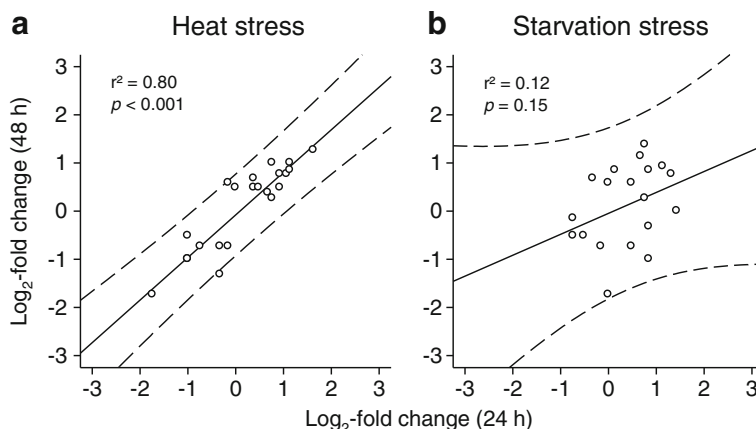 a Heat stress
b Starvation stress
r² = 0.80
p < 0.001
r² = 0.12
p = 0.15
Log₂-fold change (48 h)
3
2
1
0
-1
-2
-3
3
2
1
0
-1
-2
-3
-3 -2 -1 0 1 2 3
-3 -2 -1 0 1 2 3
Log₂-fold change (24 h)